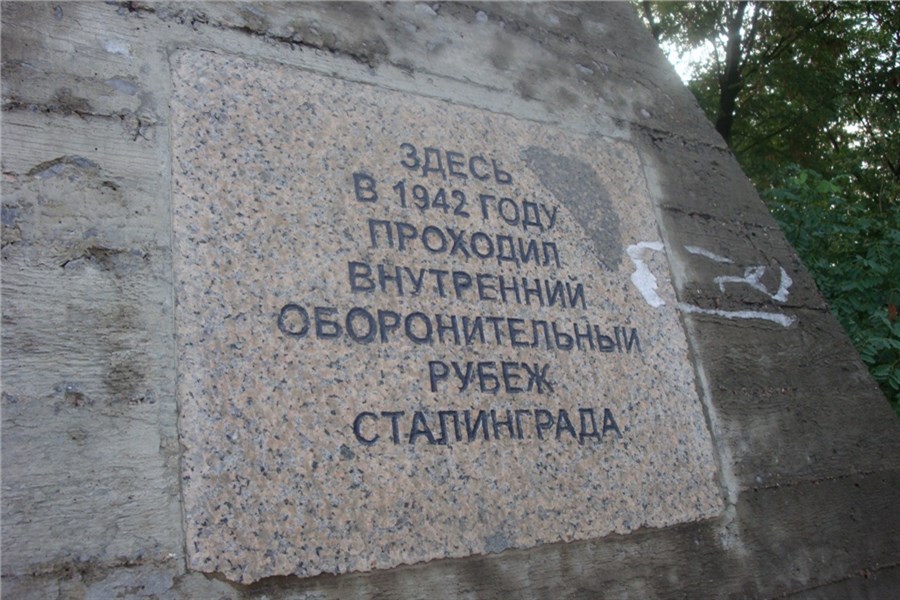 ЗДЕСЬ
В 1942 ГОДУ
ПРОХОДИЛ
ВНУТРЕННИЙ
ОБОРОНИТЕЛЬНЫЙ
РУБЕЖ
СТАЛИНГРАДА